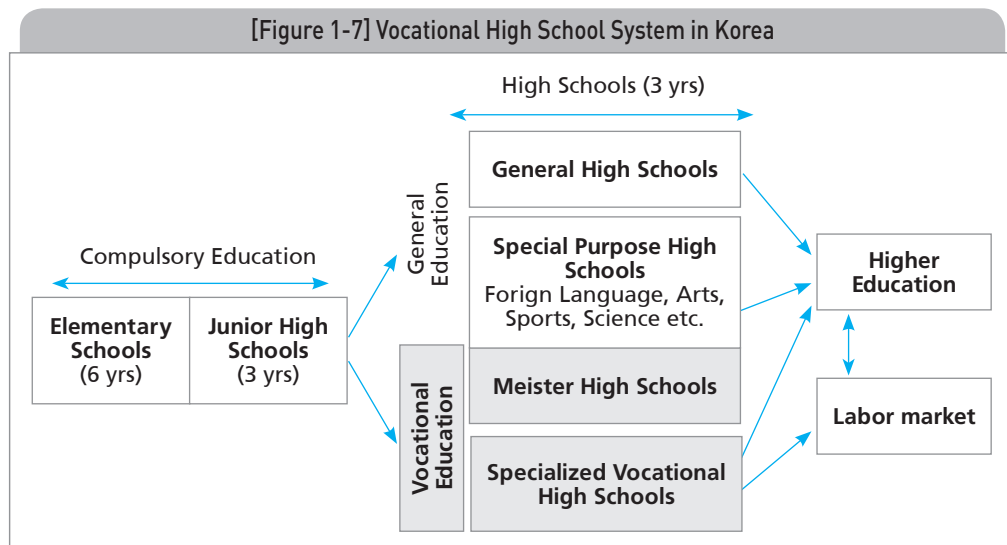 [Figure 1-7] Vocational High School System in Korea
High Schools (3 yrs)
General High Schools
General
Education
Special Purpose High
Schools
Forign Language, Arts,
Sports, Science etc.
Compulsory Education
Elementary
Schools
(6 yrs)
Junior High
Schools
(3 yrs)
Vocational
Education
Meister High Schools
Specialized Vocational
High Schools
Higher
Education
Labor market